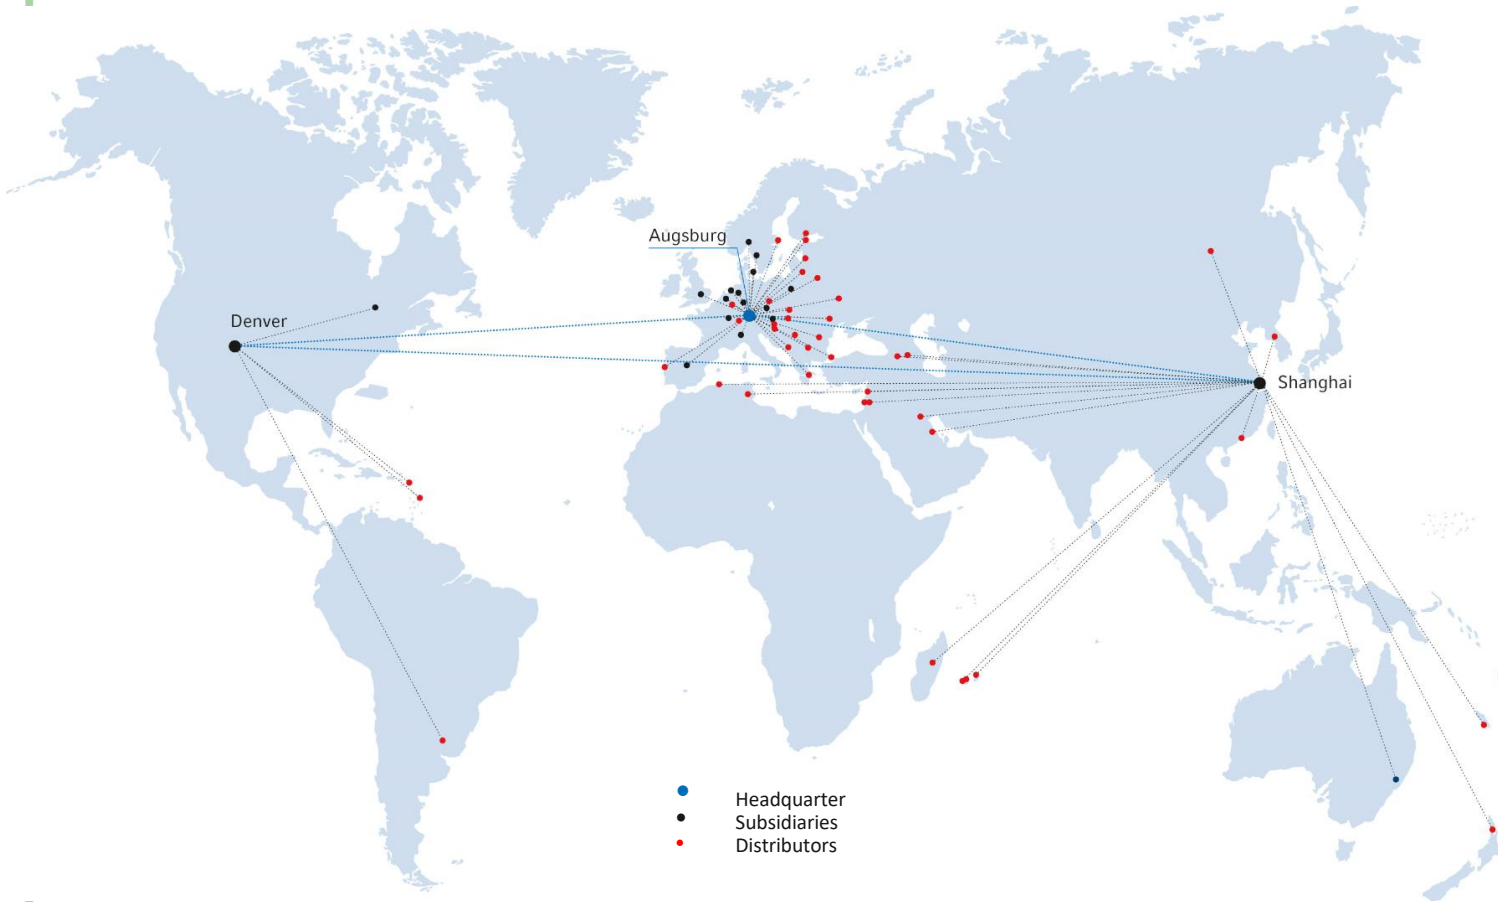 Augsburg
Denver
Shanghai
Headquarter
Subsidiaries
Distributors